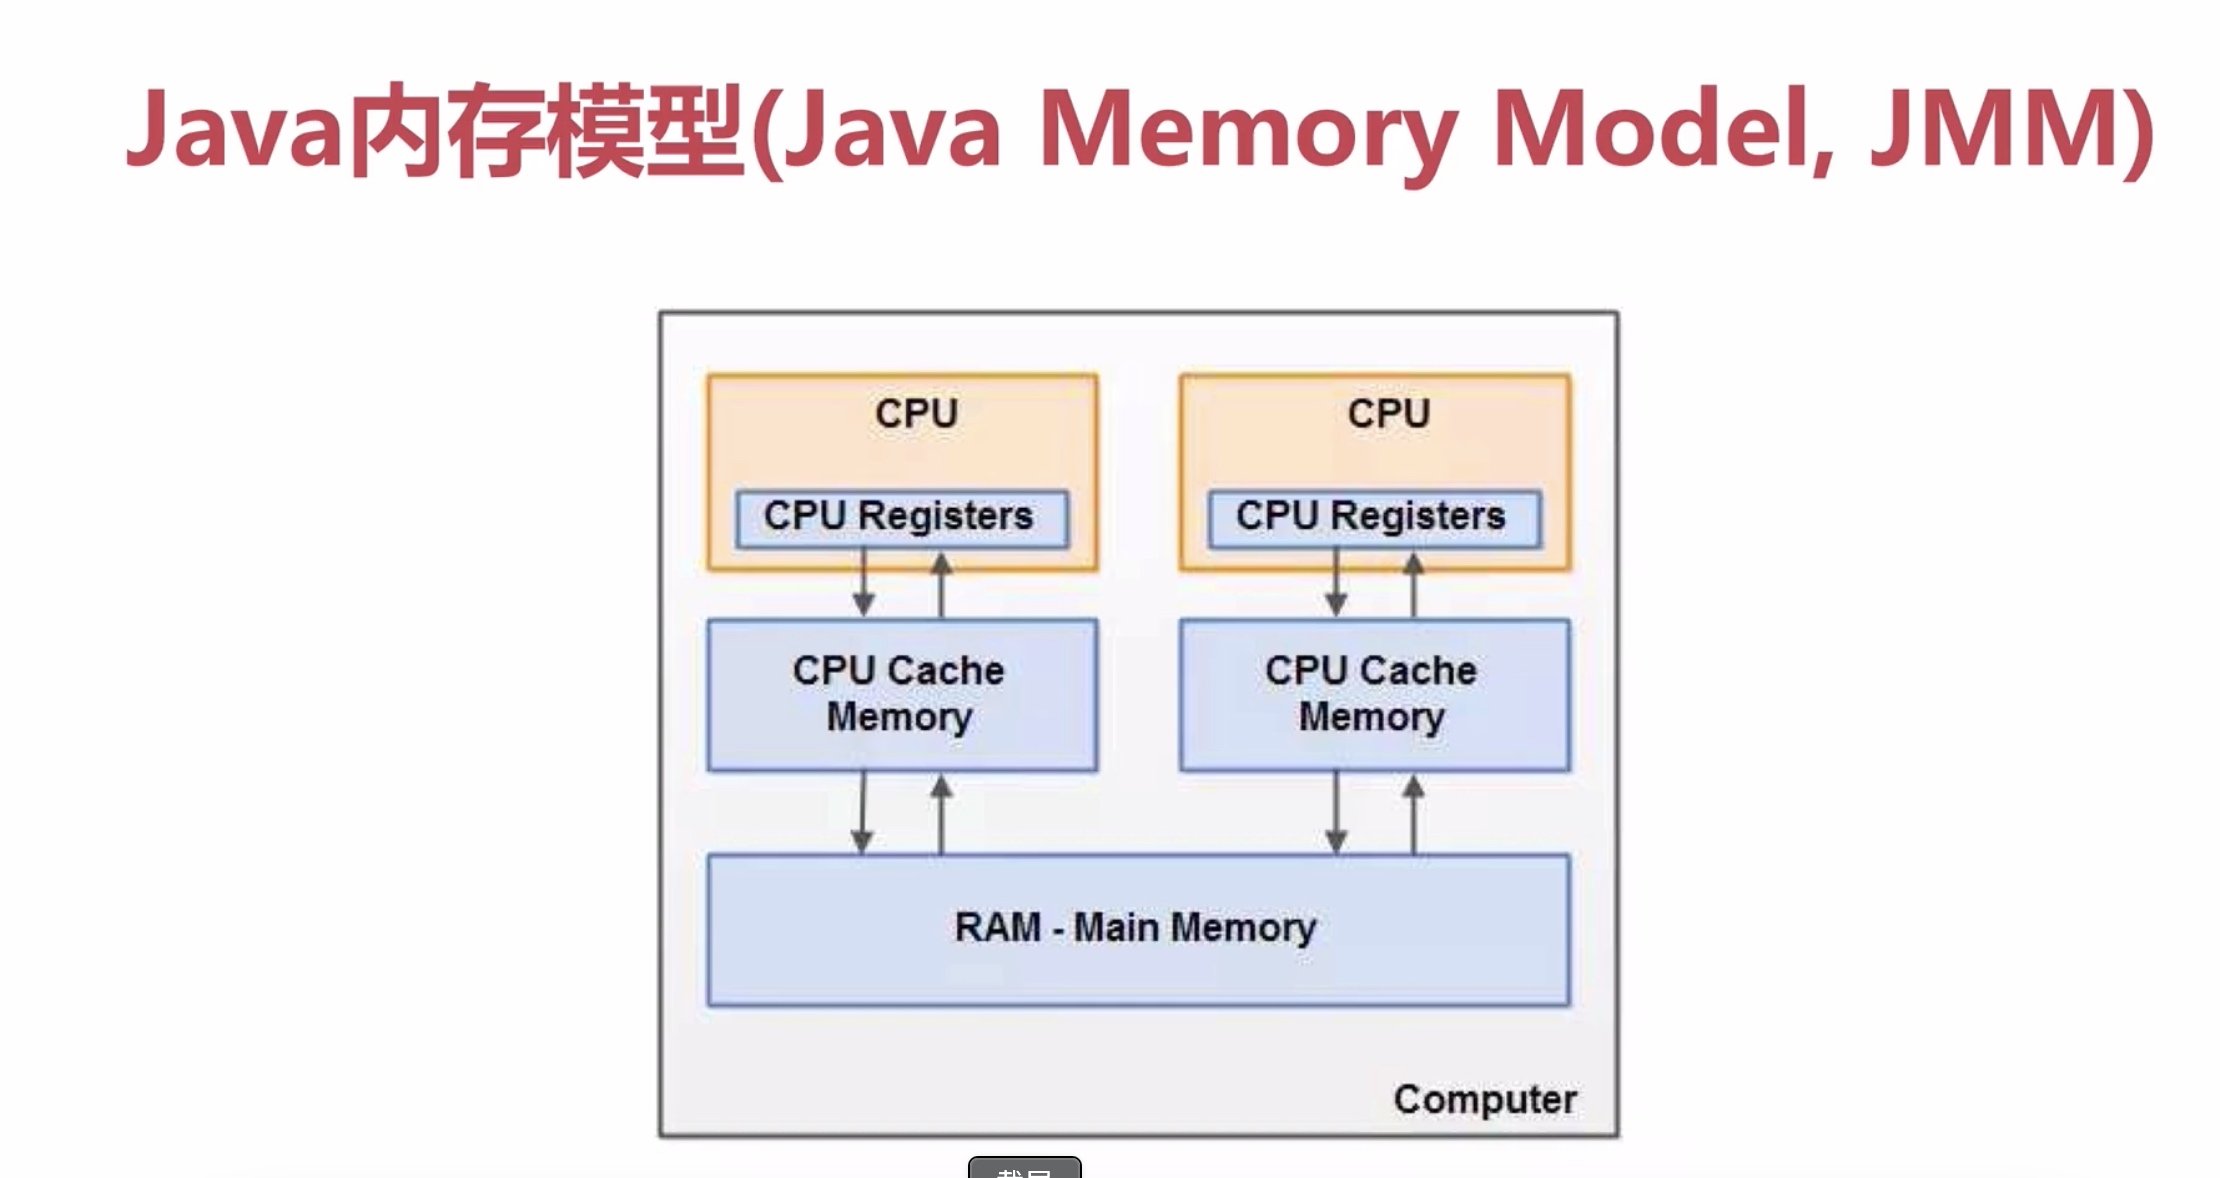 Java内存模型(Java Memory Model, JMM)
CPU
CPU
CPU Registers
CPU Registers
CPU Cache
Memory
CPU Cache
Memory
RAM - Main Memory
Computer